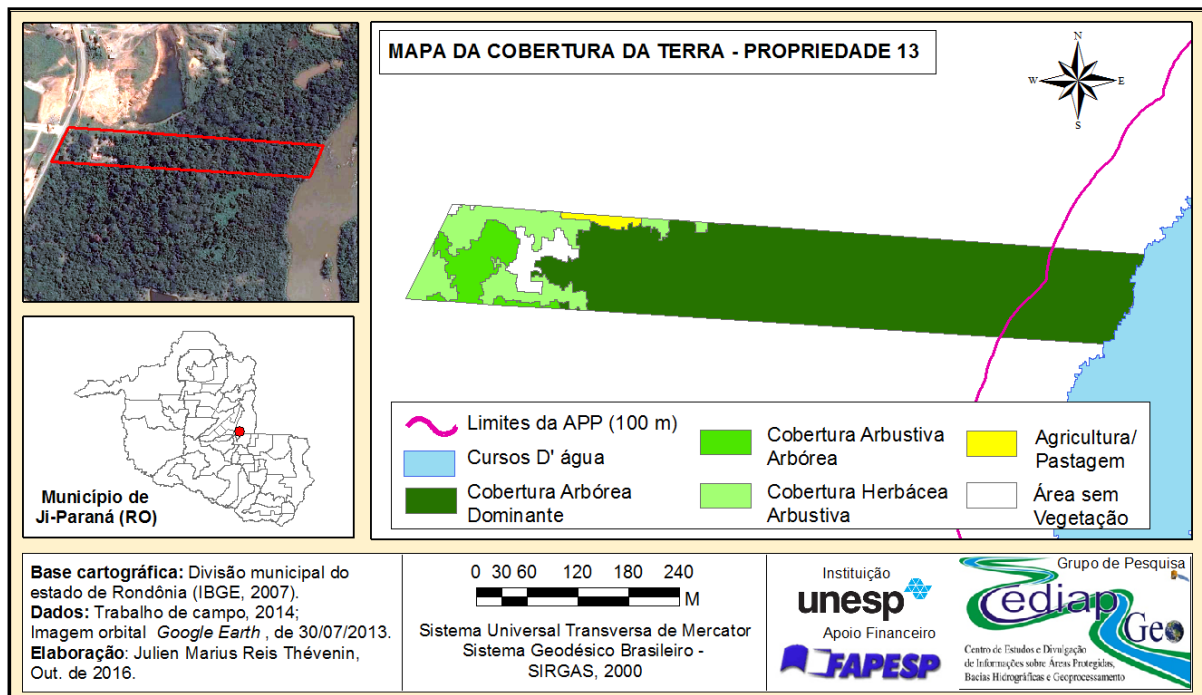 MAPA DA COBERTURA DA TERRA - PROPRIEDADE 13
N
W
E
S
Limites da APP (100 m)
Cursos D' água
Cobertura Arbórea
Dominante
Cobertura Arbustiva
Arbórea
Cobertura Herbácea
Arbustiva
Agricultura/
Pastagem
Área sem
Vegetação
Município de
Ji-Paraná (RO)
Base cartográfica: Divisão municipal do
estado de Rondônia (IBGE, 2007).
Dados: Trabalho de campo, 2014;
Imagem orbital Google Earth , de 30/07/2013.
Elaboração: Julien Marius Reis Thévenin,
Out. de 2016.
0 30 60 120 180 240
M
Sistema Universal Transversa de Mercator
Sistema Geodésico Brasileiro -
SIRGAS, 2000
Instituição
unesp
Apoio Financeiro
FAPESP
Grupo de Pesquisa
Cediap
Geo
Centro de Estudos e Divulgação
de Informações sobre Áreas Protegidas,
Bacias Hidrográficas e Geoprocessamento